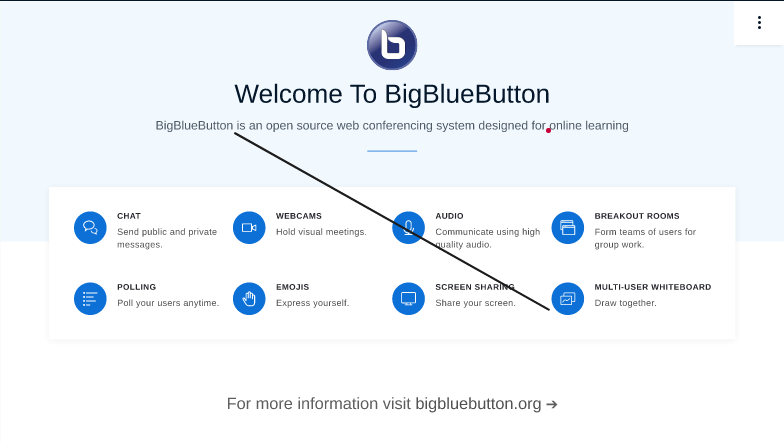 Welcome To BigBlueButton
BigBlueButton is an open source web conferencing system designed for online learning
CHAT
Send public and private
messages.
WEBCAMS
Hold visual meetings.
AUDIO
Communicate using high
quality audio.
BREAKOUT ROOMS
Form teams of users for
group work.
POLLING
Poll your users anytime.
EMOJIS
Express yourself.
SCREEN SHARING
Share your screen.
MULTI-USER WHITEBOARD
Draw together.
For more information visit bigbluebutton.org ➔